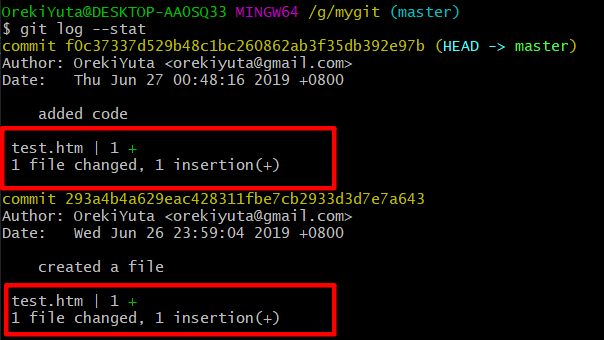 OrekiYuta@DESKTOP-AAOSQ33 MINGW64 /g/mygit (master)
$ git log --stat
commit f0c37337d529b48c1bc260862ab3f35db392e97b (HEAD -> master)
Author: OrekiYuta <orekiyuta@gmail.com>
Date:   Thu Jun 27 00:48:16 2019 +0800
added code
test.htm | 1 +
1 file changed, 1 insertion(+)
commit 293a4b4a629eac428311fbe7cb2933d3d7e7a643
Author: OrekiYuta <orekiyuta@gmail.com>
Date:   Wed Jun 26 23:59:04 2019 +0800
created a file
test.htm | 1 +
1 file changed, 1 insertion(+)